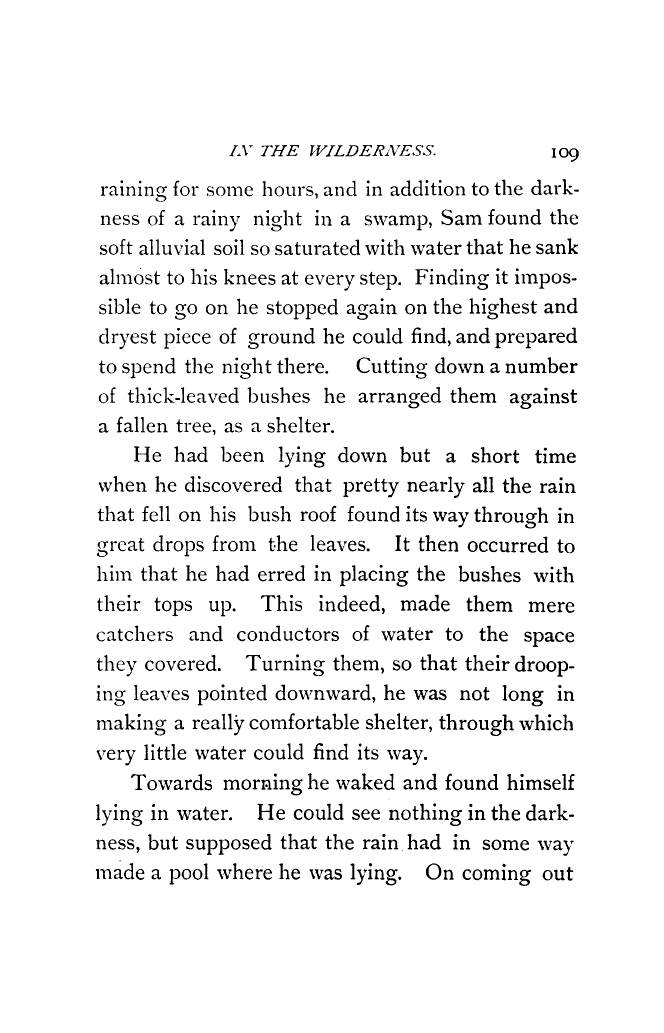 IN THE WILDERNESS. 109
raining for some hours, and in addition to the dark-
ness of a rainy night in a swamp, Sam found the
soft alluvial soil so saturated with water that he sank
almost to his knees at every step. Finding it impos-
sible to go on he stopped again on the highest and
dryest piece of ground he could find, and prepared
to spend the night there. Cutting down a number
of thick-leaved bushes he arranged them against
a fallen tree, as a shelter.
He had been lying down but a short time
when he discovered that pretty nearly all the rain
that fell on his bush roof found its way through in
great drops from the leaves. It then occurred to
him that he had erred in placing the bushes with
their tops up. This indeed, made them mere
catchers and conductors of water to the space
they covered. Turning them, so that their droop-
ing leaves pointed downward, he was not long in
making a really comfortable shelter, through which
very little water could find its way.
Towards morning he waked and found himself
lying in water. He could see nothing in the dark-
ness, but supposed that the rain had in some way
made a pool where he was lying. On coming out